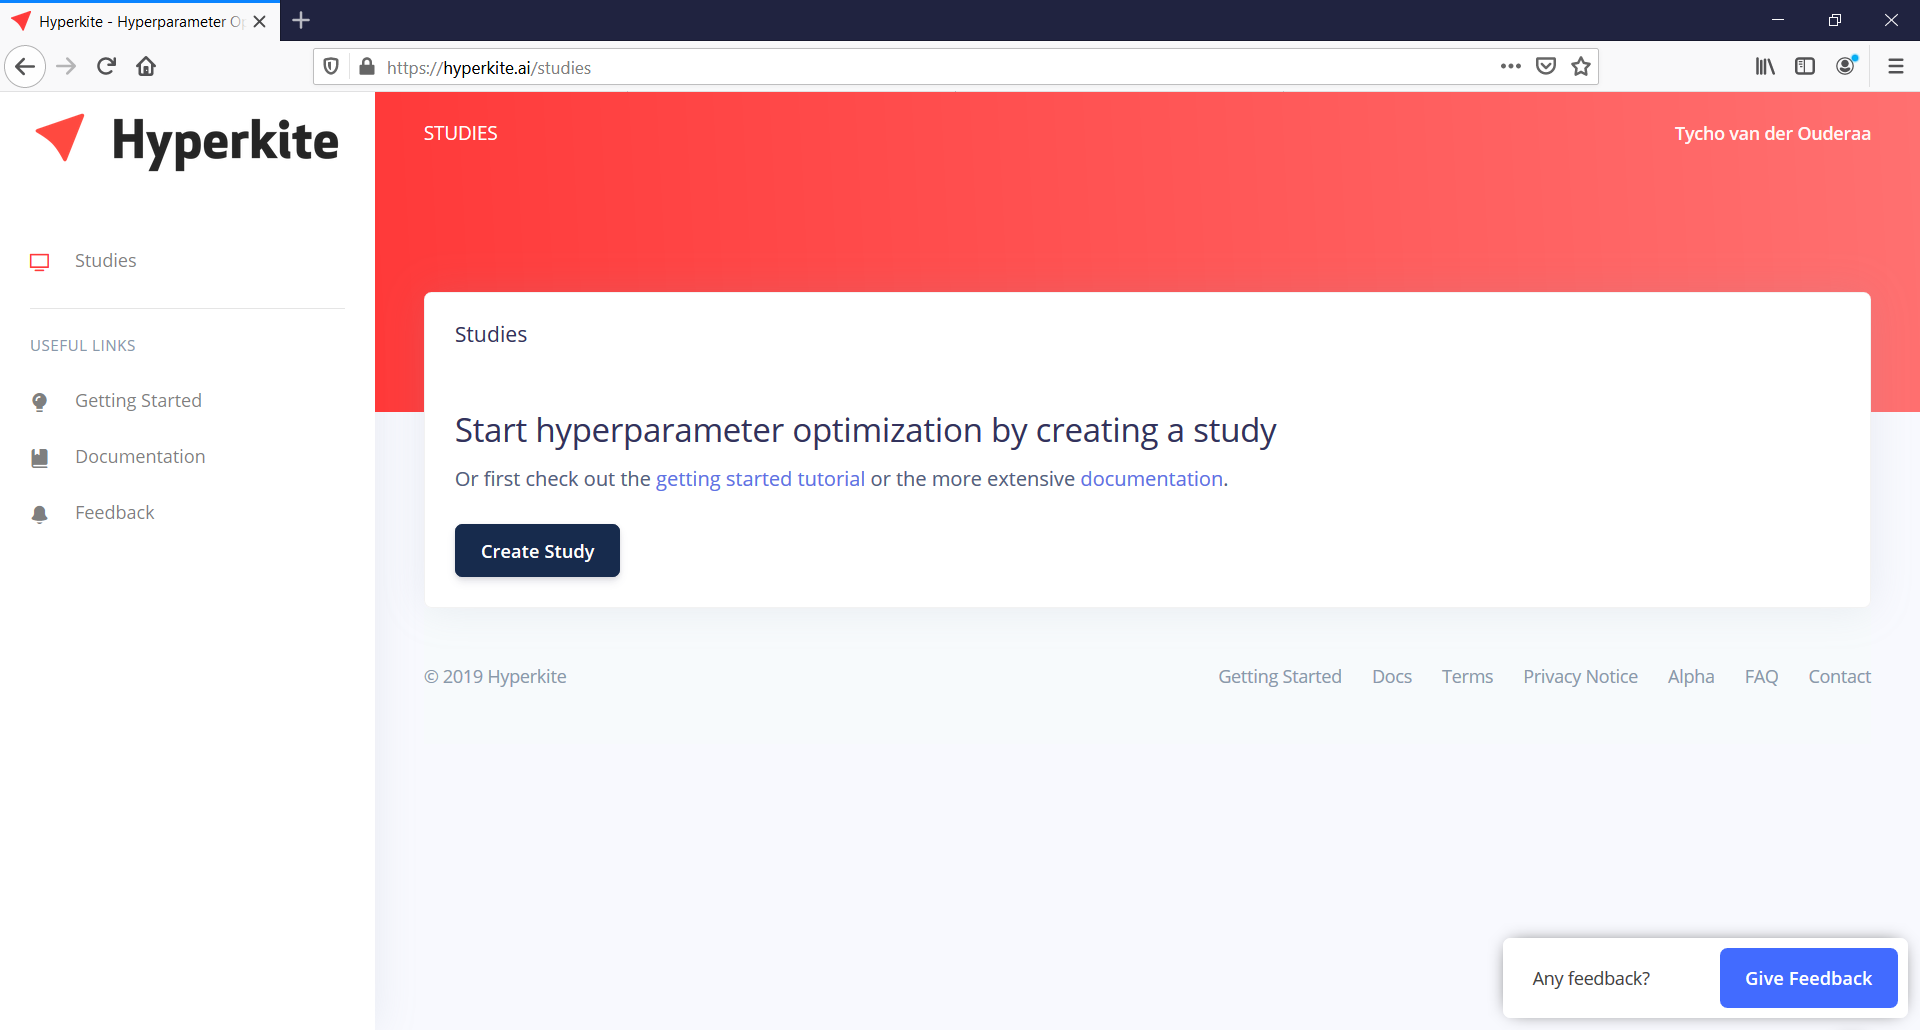 Hyperkite - Hyperparameter O
https://hyperkite.ai/studies
Hyperkite
STUDIES
Tycho van der Ouderaa
Studies
USEFUL LINKS
Getting Started
Documentation
Feedback
Studies
Start hyperparameter optimization by creating a study
Or first check out the getting started tutorial or the more extensive documentation.
Create Study
© 2019 Hyperkite
Getting Started Docs Terms Privacy Notice Alpha FAQ Contact
Any feedback?
Give Feedback